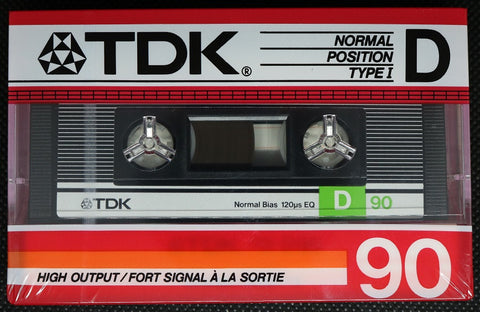 TDK®
NORMAL
POSITION
TYPE I
D
TDK
Normal Bias 120µs EQ
D 90
HIGH OUTPUT/FORT SIGNAL À LA SORTIE
90